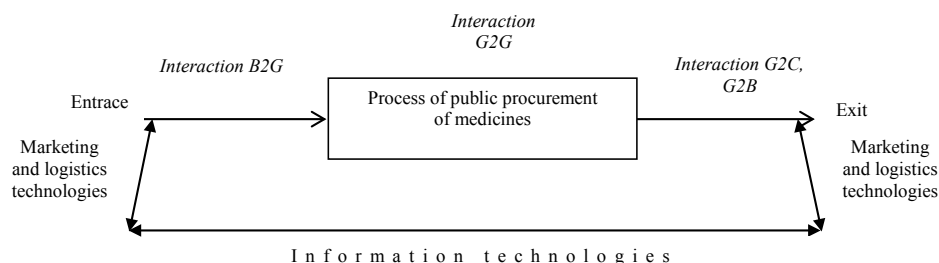 Interaction
G2G
Interaction B2G
Interaction G2C,
G2B
Entrace
Process of public procurement
of medicines
Exit
Marketing
and logistics
technologies
Marketing
and logistics
technologies
Information technologies